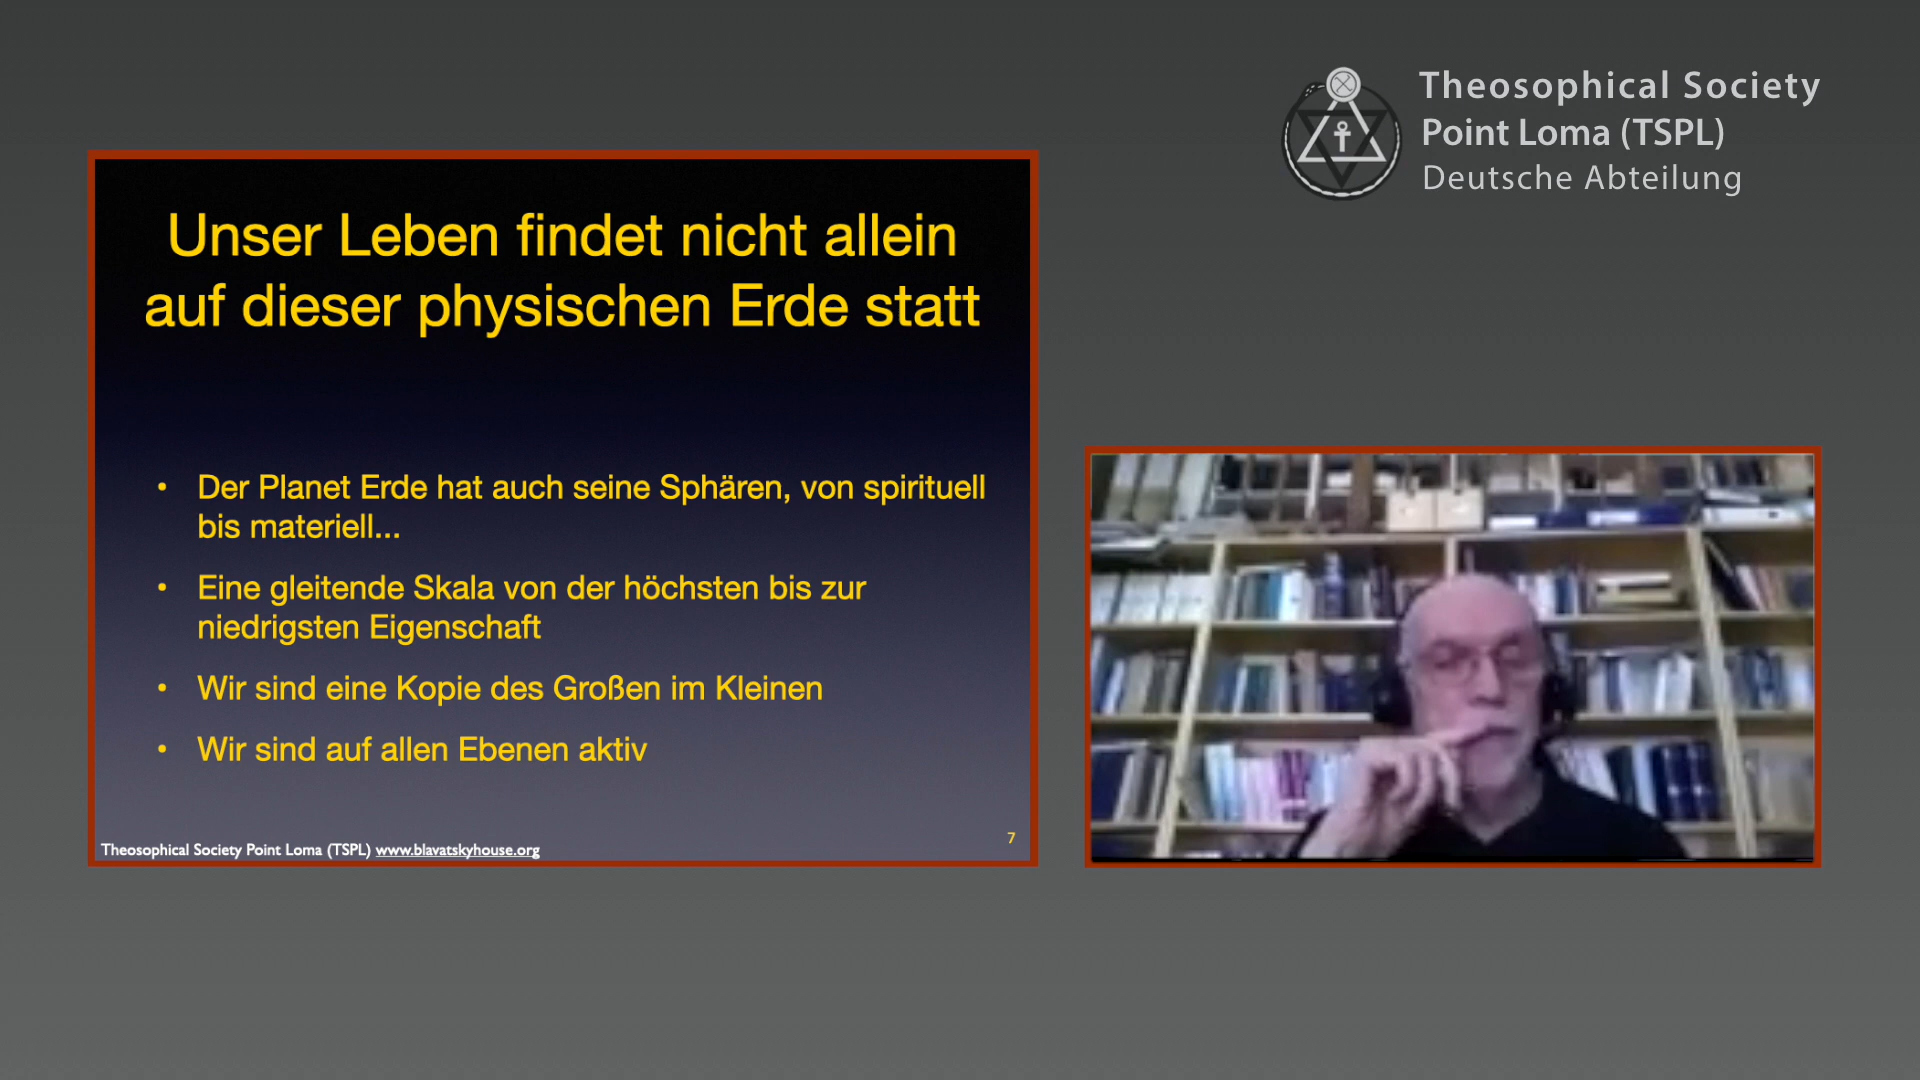 Theosophical Society
Point Loma (TSPL)
Deutsche Abteilung
Unser Leben findet nicht allein
auf dieser physischen Erde statt
• Der Planet Erde hat auch seine Sphären, von spirituell
bis materiell...
• Eine gleitende Skala von der höchsten bis zur
niedrigsten Eigenschaft
• Wir sind eine Kopie des Großen im Kleinen
• Wir sind auf allen Ebenen aktiv
Theosophical Society Point Loma (TSPL) www.blavatskyhouse.org
7